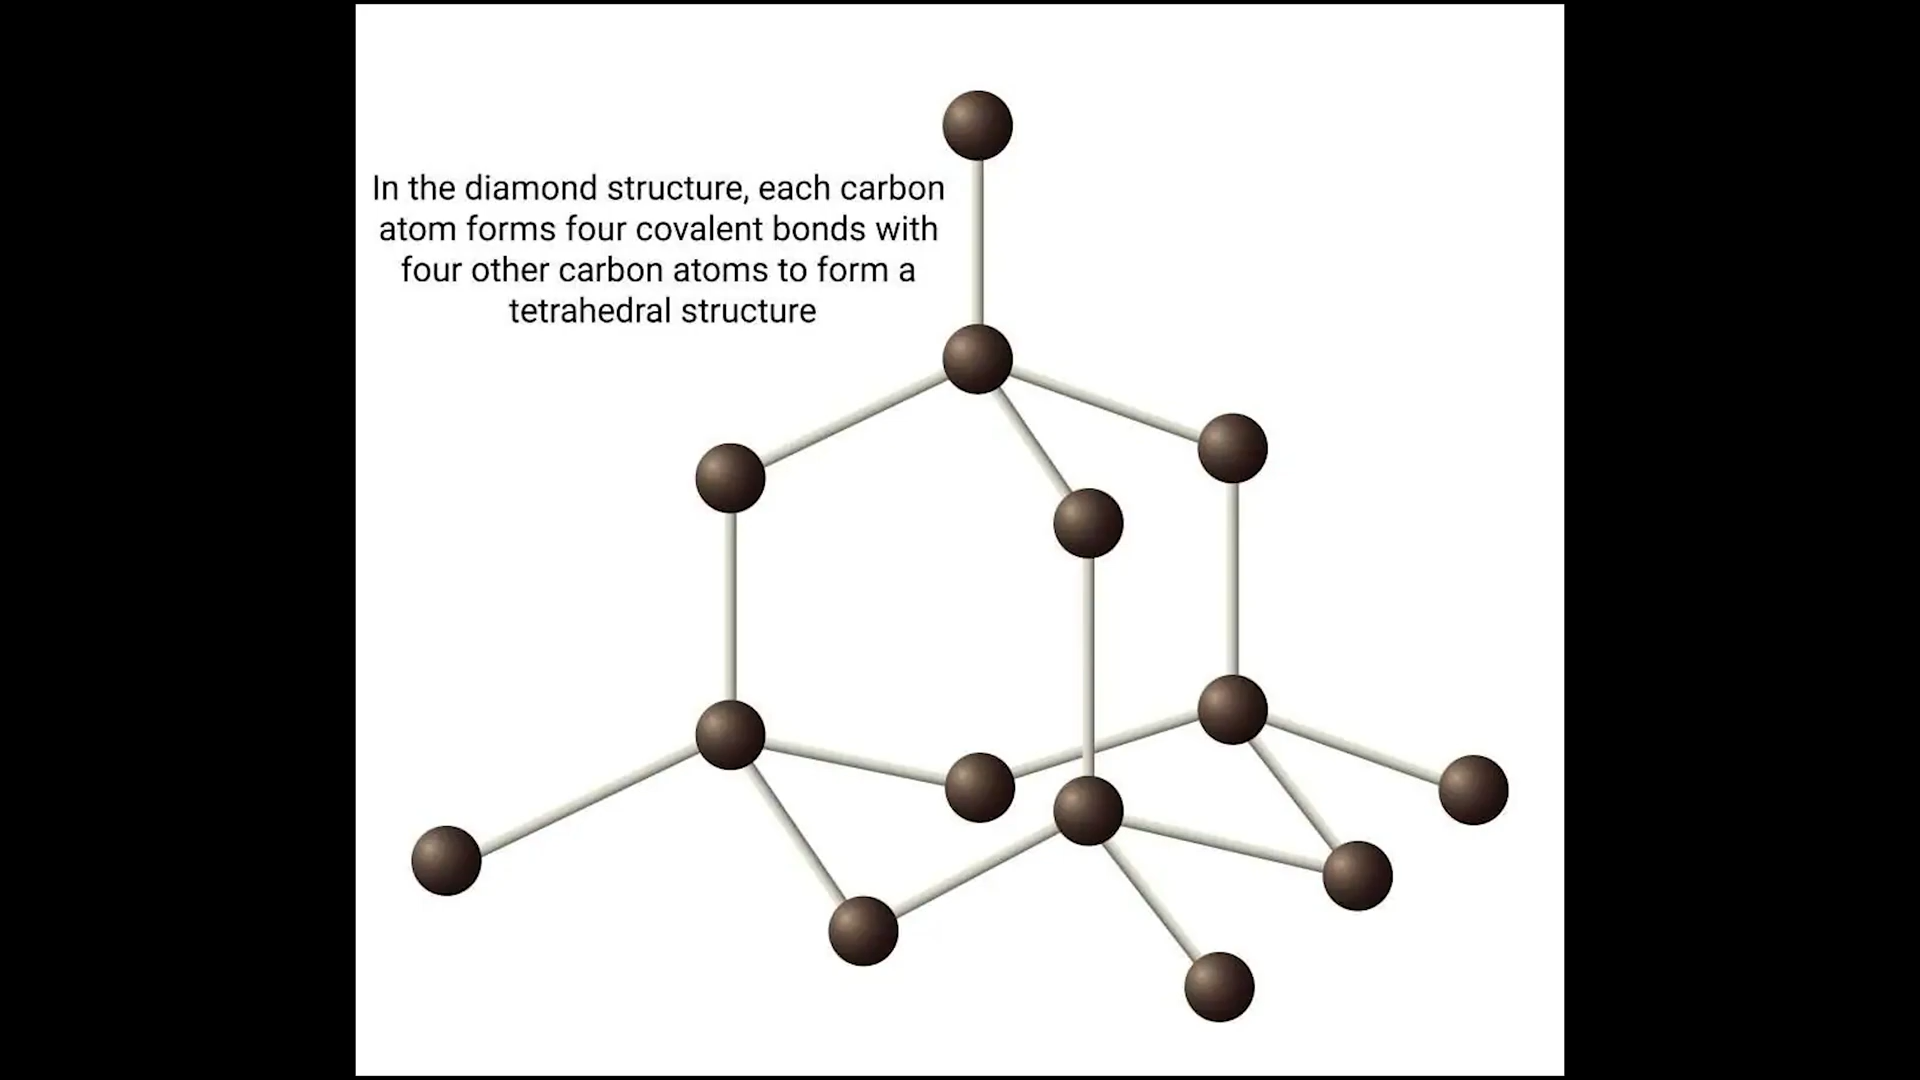 In the diamond structure, each carbon
atom forms four covalent bonds with
four other carbon atoms to form a
tetrahedral structure